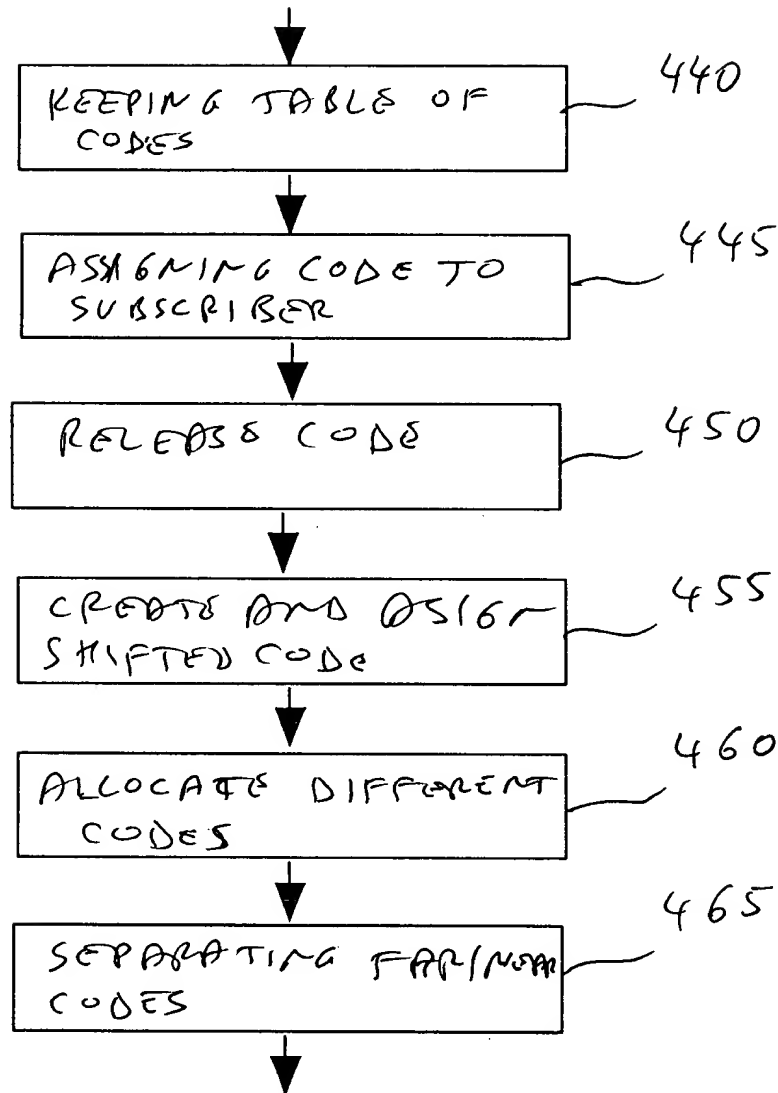 KEEPING TABLE OF
CODES
440
ASSIGNING CODE TO
SUBSCRIBER
445
RELEASE CODE
450
CREATE AND ASIGN
SHIFTED CODE
455
ALLOCATE DIFFERENT
CODES
460
SEPARATING FAR/NEAR
CODES
465